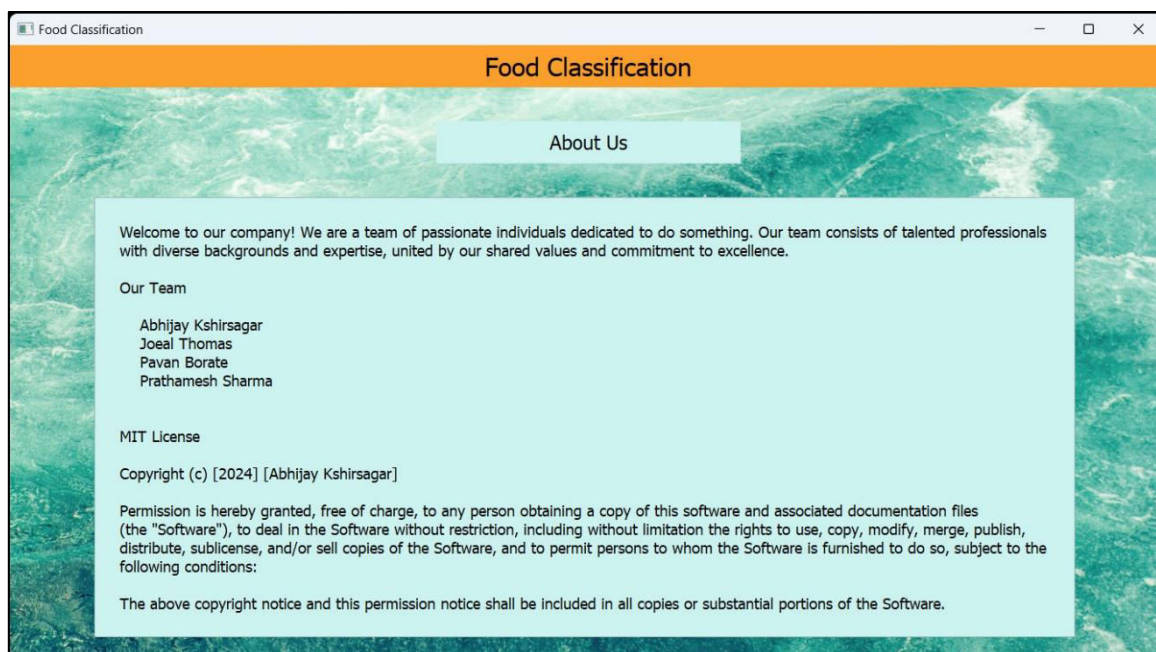 Food Classification
Food Classification
About Us
Welcome to our company! We are a team of passionate individuals dedicated to do something. Our team consists of talented professionals
with diverse backgrounds and expertise, united by our shared values and commitment to excellence.
Our Team
Abhijay Kshirsagar
Joeal Thomas
Pavan Borate
Prathamesh Sharma
MIT License
Copyright (c) [2024] [Abhijay Kshirsagar]
Permission is hereby granted, free of charge, to any person obtaining a copy of this software and associated documentation files
(the "Software"), to deal in the Software without restriction, including without limitation the rights to use, copy, modify, merge, publish,
distribute, sublicense, and/or sell copies of the Software, and to permit persons to whom the Software is furnished to do so, subject to the
following conditions:
The above copyright notice and this permission notice shall be included in all copies or substantial portions of the Software.